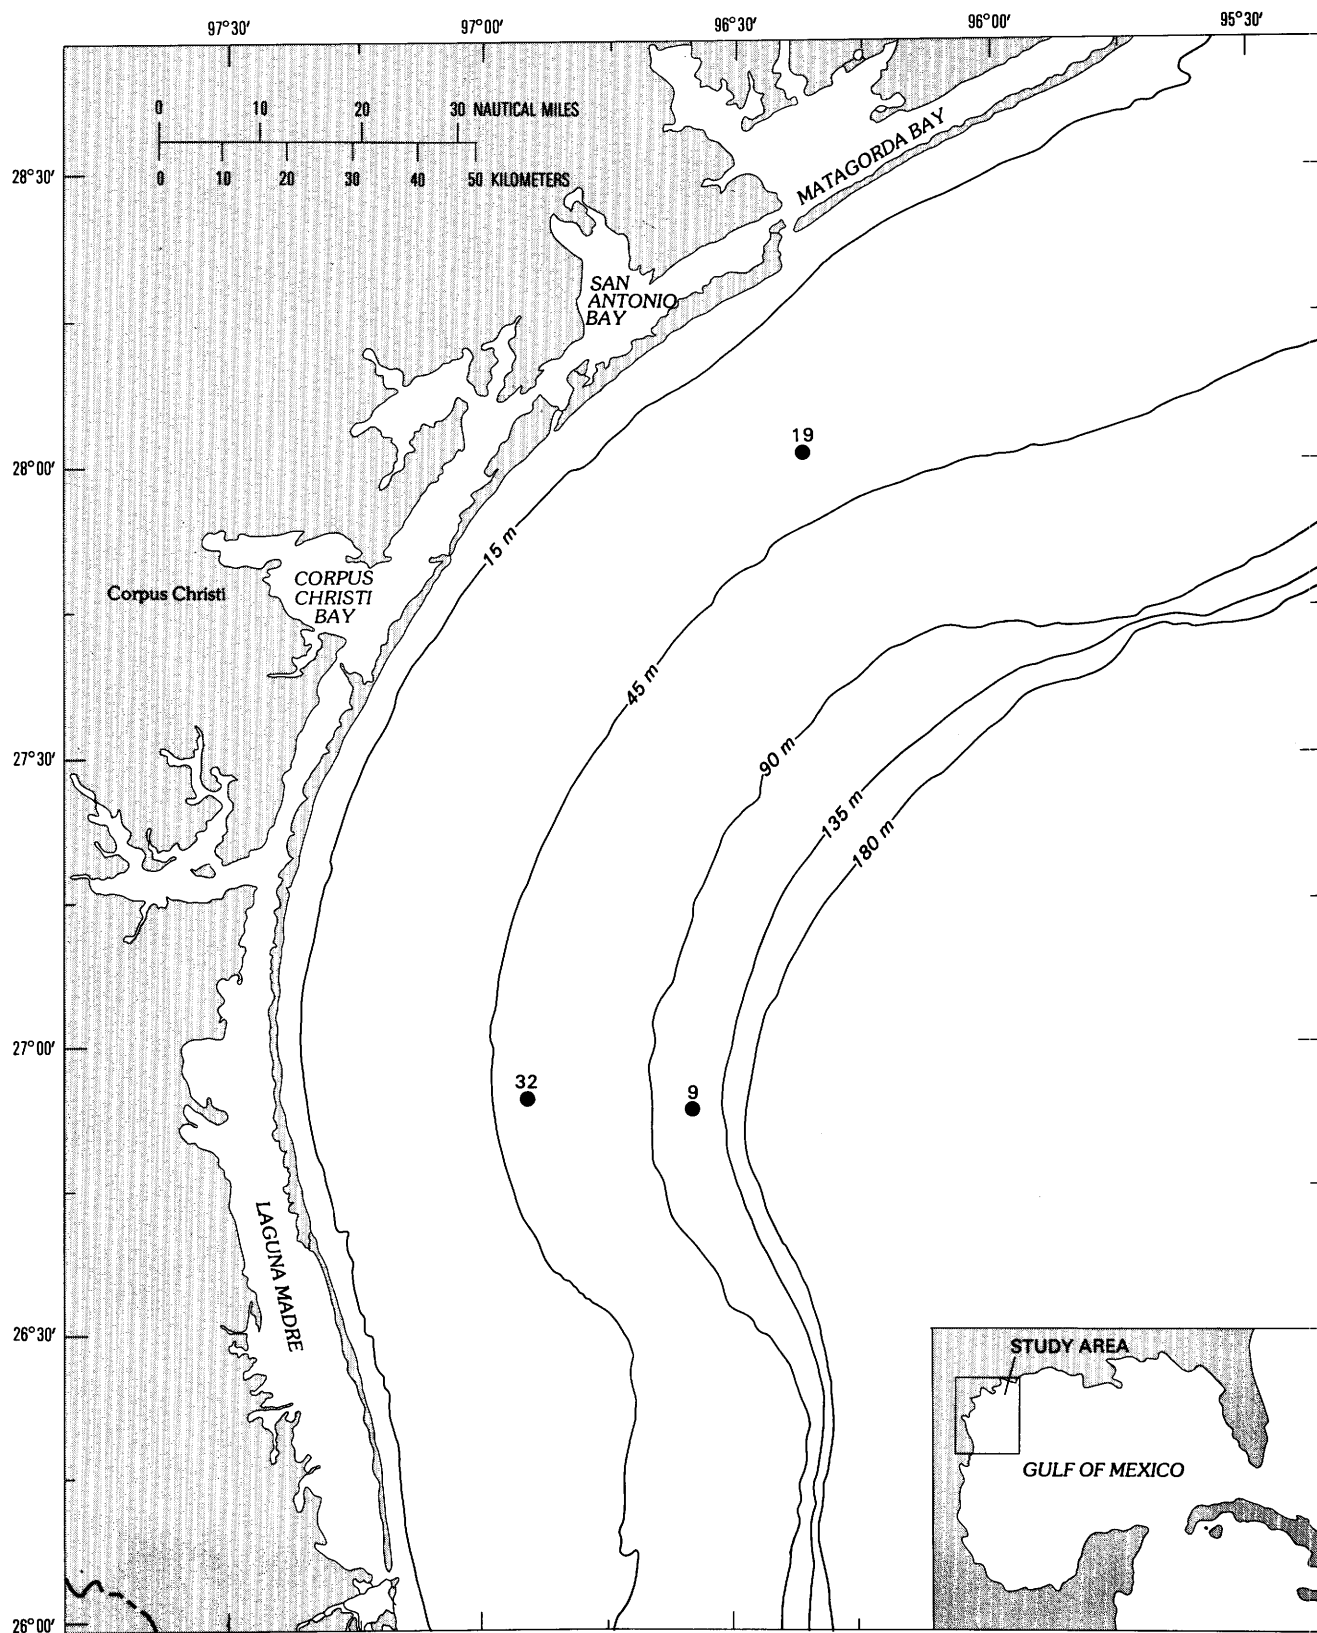 97°30′ 97°00′ 96°30′ 96°00′ 95°30′
0 10 20 30 NAUTICAL MILES
0 10 20 30 40 50 KILOMETERS
28°30′
MATAGORDA BAY
SAN
ANTONIO
BAY
19
28°00′
15 m
CORPUS
CHRISTI
BAY
Corpus Christi
45 m
27°30′
90 m
135 m
180 m
27°00′
32
9
LAGUNA MADRE
26°30′
STUDY AREA
GULF OF MEXICO
26°00′